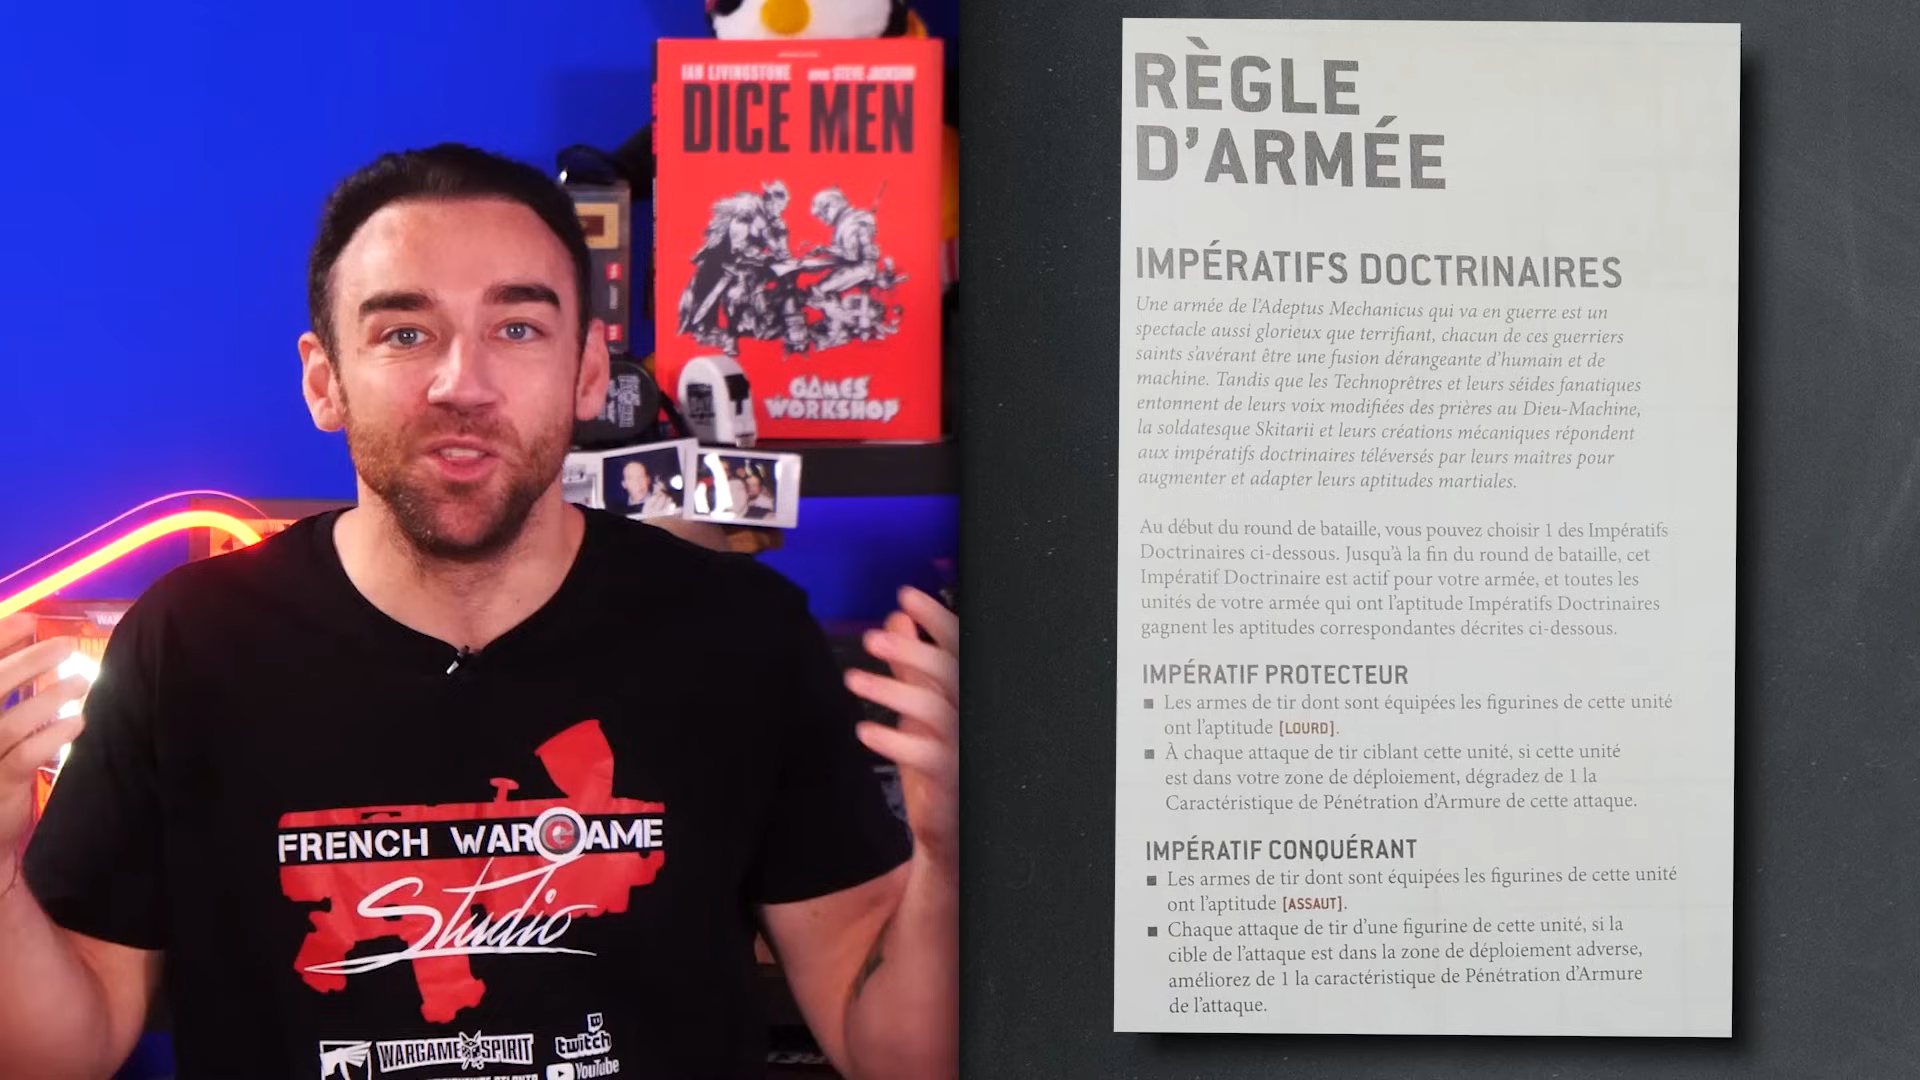 IAN LIVINGSTONE
STEVE JACKSON
DICE MEN
GAMES
WORKSHOP
FRENCH WARGAME
Studio
WARGAME SPIRIT
twitch
YouTube
RÈGLE
D'ARMÉE
IMPÉRATIFS DOCTRINAIRES
Une armée de l'Adeptus Mechanicus qui va en guerre est un
spectacle aussi glorieux que terrifiant, chacun de ces guerriers
saints s'avérant être une fusion dérangeante d'humain et de
machine. Tandis que les Technoprêtres et leurs séides fanatiques
entonnent de leurs voix modifiées des prières au Dieu-Machine,
la soldatesque Skitarii et leurs créations mécaniques répondent
aux impératifs doctrinaires téléversés par leurs maîtres pour
augmenter et adapter leurs aptitudes martiales.
Au début du round de bataille, vous pouvez choisir 1 des Impératifs
Doctrinaires ci-dessous. Jusqu'à la fin du round de bataille, cet
Impératif Doctrinaire est actif pour votre armée, et toutes les
unités de votre armée qui ont l'aptitude Impératifs Doctrinaires
gagnent les aptitudes correspondantes décrites ci-dessous.
IMPÉRATIF PROTECTEUR
■ Les armes de tir dont sont équipées les figurines de cette unité
ont l'aptitude [LOURD].
■ À chaque attaque de tir ciblant cette unité, si cette unité
est dans votre zone de déploiement, dégradez de 1 la
Caractéristique de Pénétration d'Armure de cette attaque.
IMPÉRATIF CONQUÉRANT
■ Les armes de tir dont sont équipées les figurines de cette unité
ont l'aptitude [ASSAUT].
■ Chaque attaque de tir d'une figurine de cette unité, si la
cible de l'attaque est dans la zone de déploiement adverse,
améliorez de 1 la caractéristique de Pénétration d'Armure
de l'attaque.